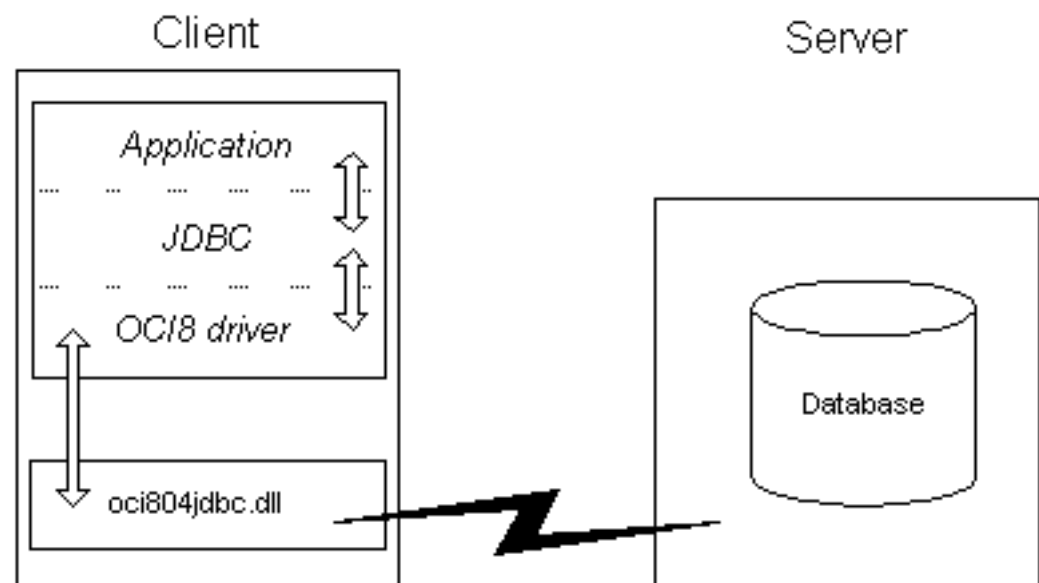 Client
Server
Application
JDBC
OCI8 driver
Database
oci804jdbc.dll